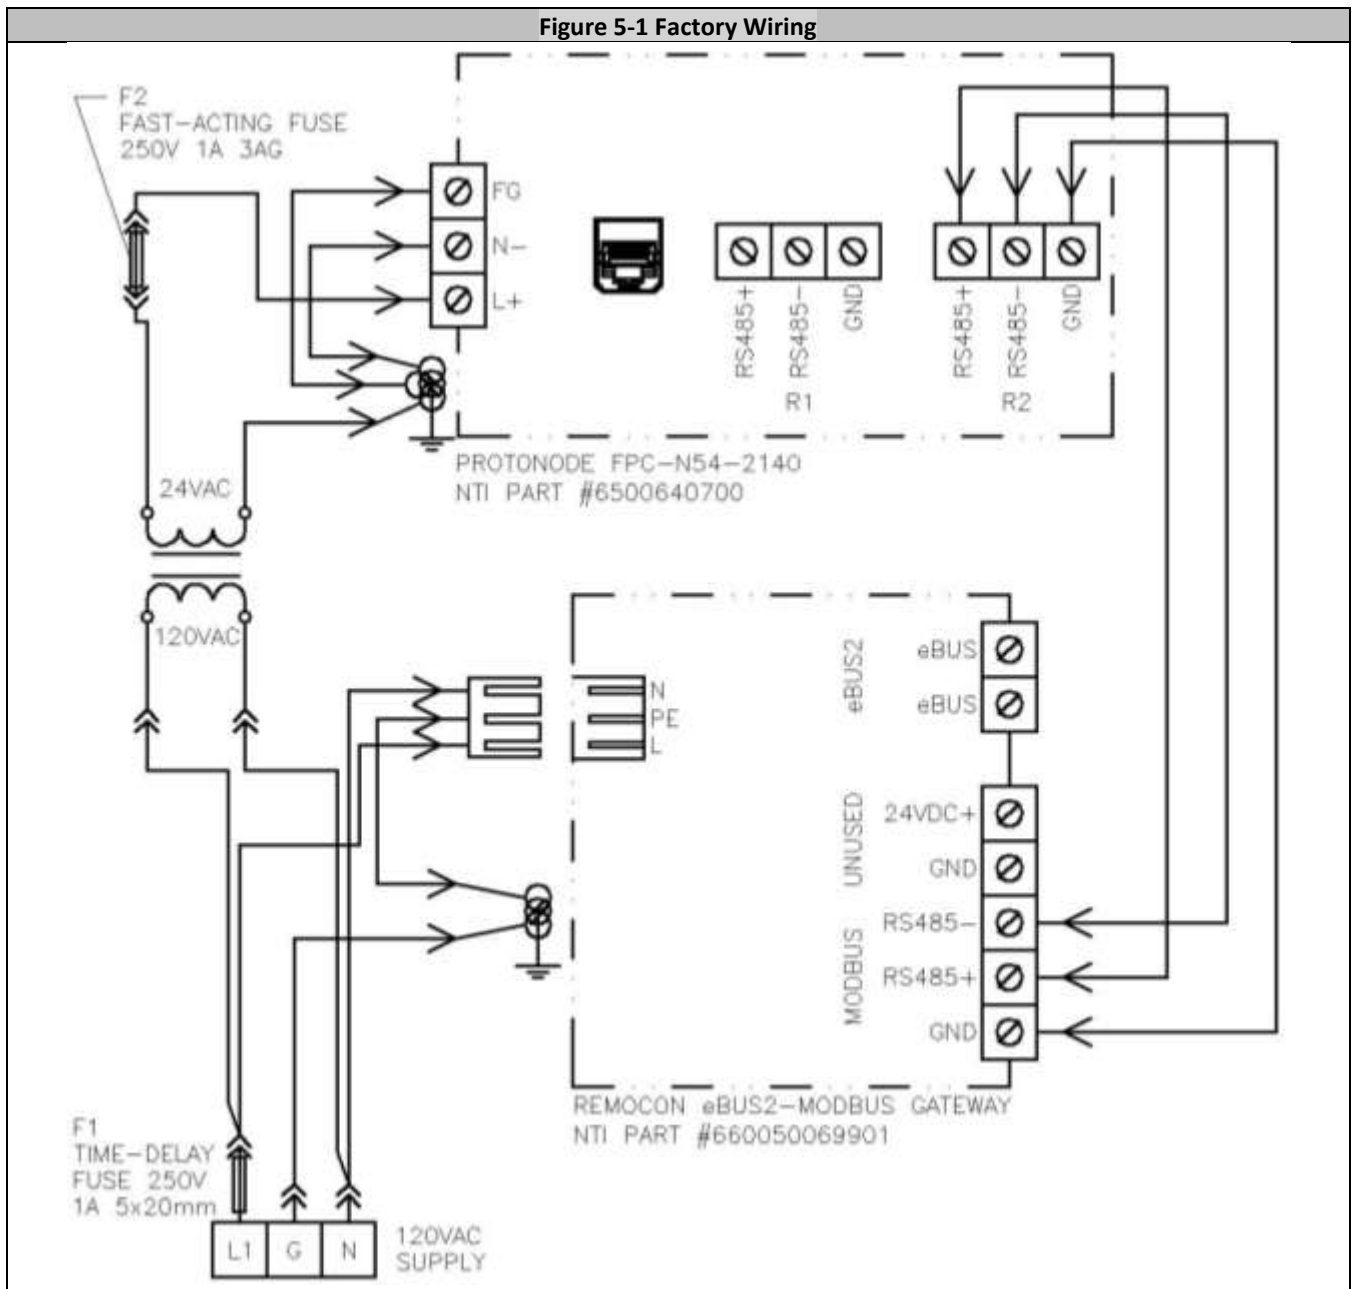 Figure 5-1 Factory Wiring
F2
FAST-ACTING FUSE
250V 1A 3AG
FG
N-
L+
RS485+
RS485-
GND
R1
RS485+
RS485-
GND
R2
PROTONODE FPC-N54-2140
NTI PART #6500640700
24VAC
120VAC
N
PE
L
eBUS2
eBUS
eBUS
UNUSED
24VDC+
GND
MODBUS
RS485-
RS485+
GND
REMOCON eBUS2-MODBUS GATEWAY
NTI PART #660050069901
F1
TIME-DELAY
FUSE 250V
1A 5x20mm
L1 G N
120VAC
SUPPLY